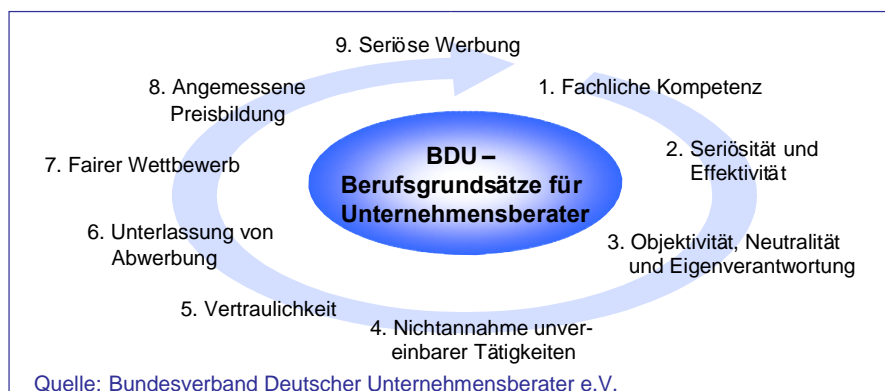 9. Seriöse Werbung
8. Angemessene
Preisbildung
1. Fachliche Kompetenz
7. Fairer Wettbewerb
BDU –
Berufsgrundsätze für
Unternehmensberater
2. Seriösität und
Effektivität
6. Unterlassung von
Abwerbung
3. Objektivität, Neutralität
und Eigenverantwortung
5. Vertraulichkeit
4. Nichtannahme unver-
einbarer Tätigkeiten
Quelle: Bundesverband Deutscher Unternehmensberater e.V.